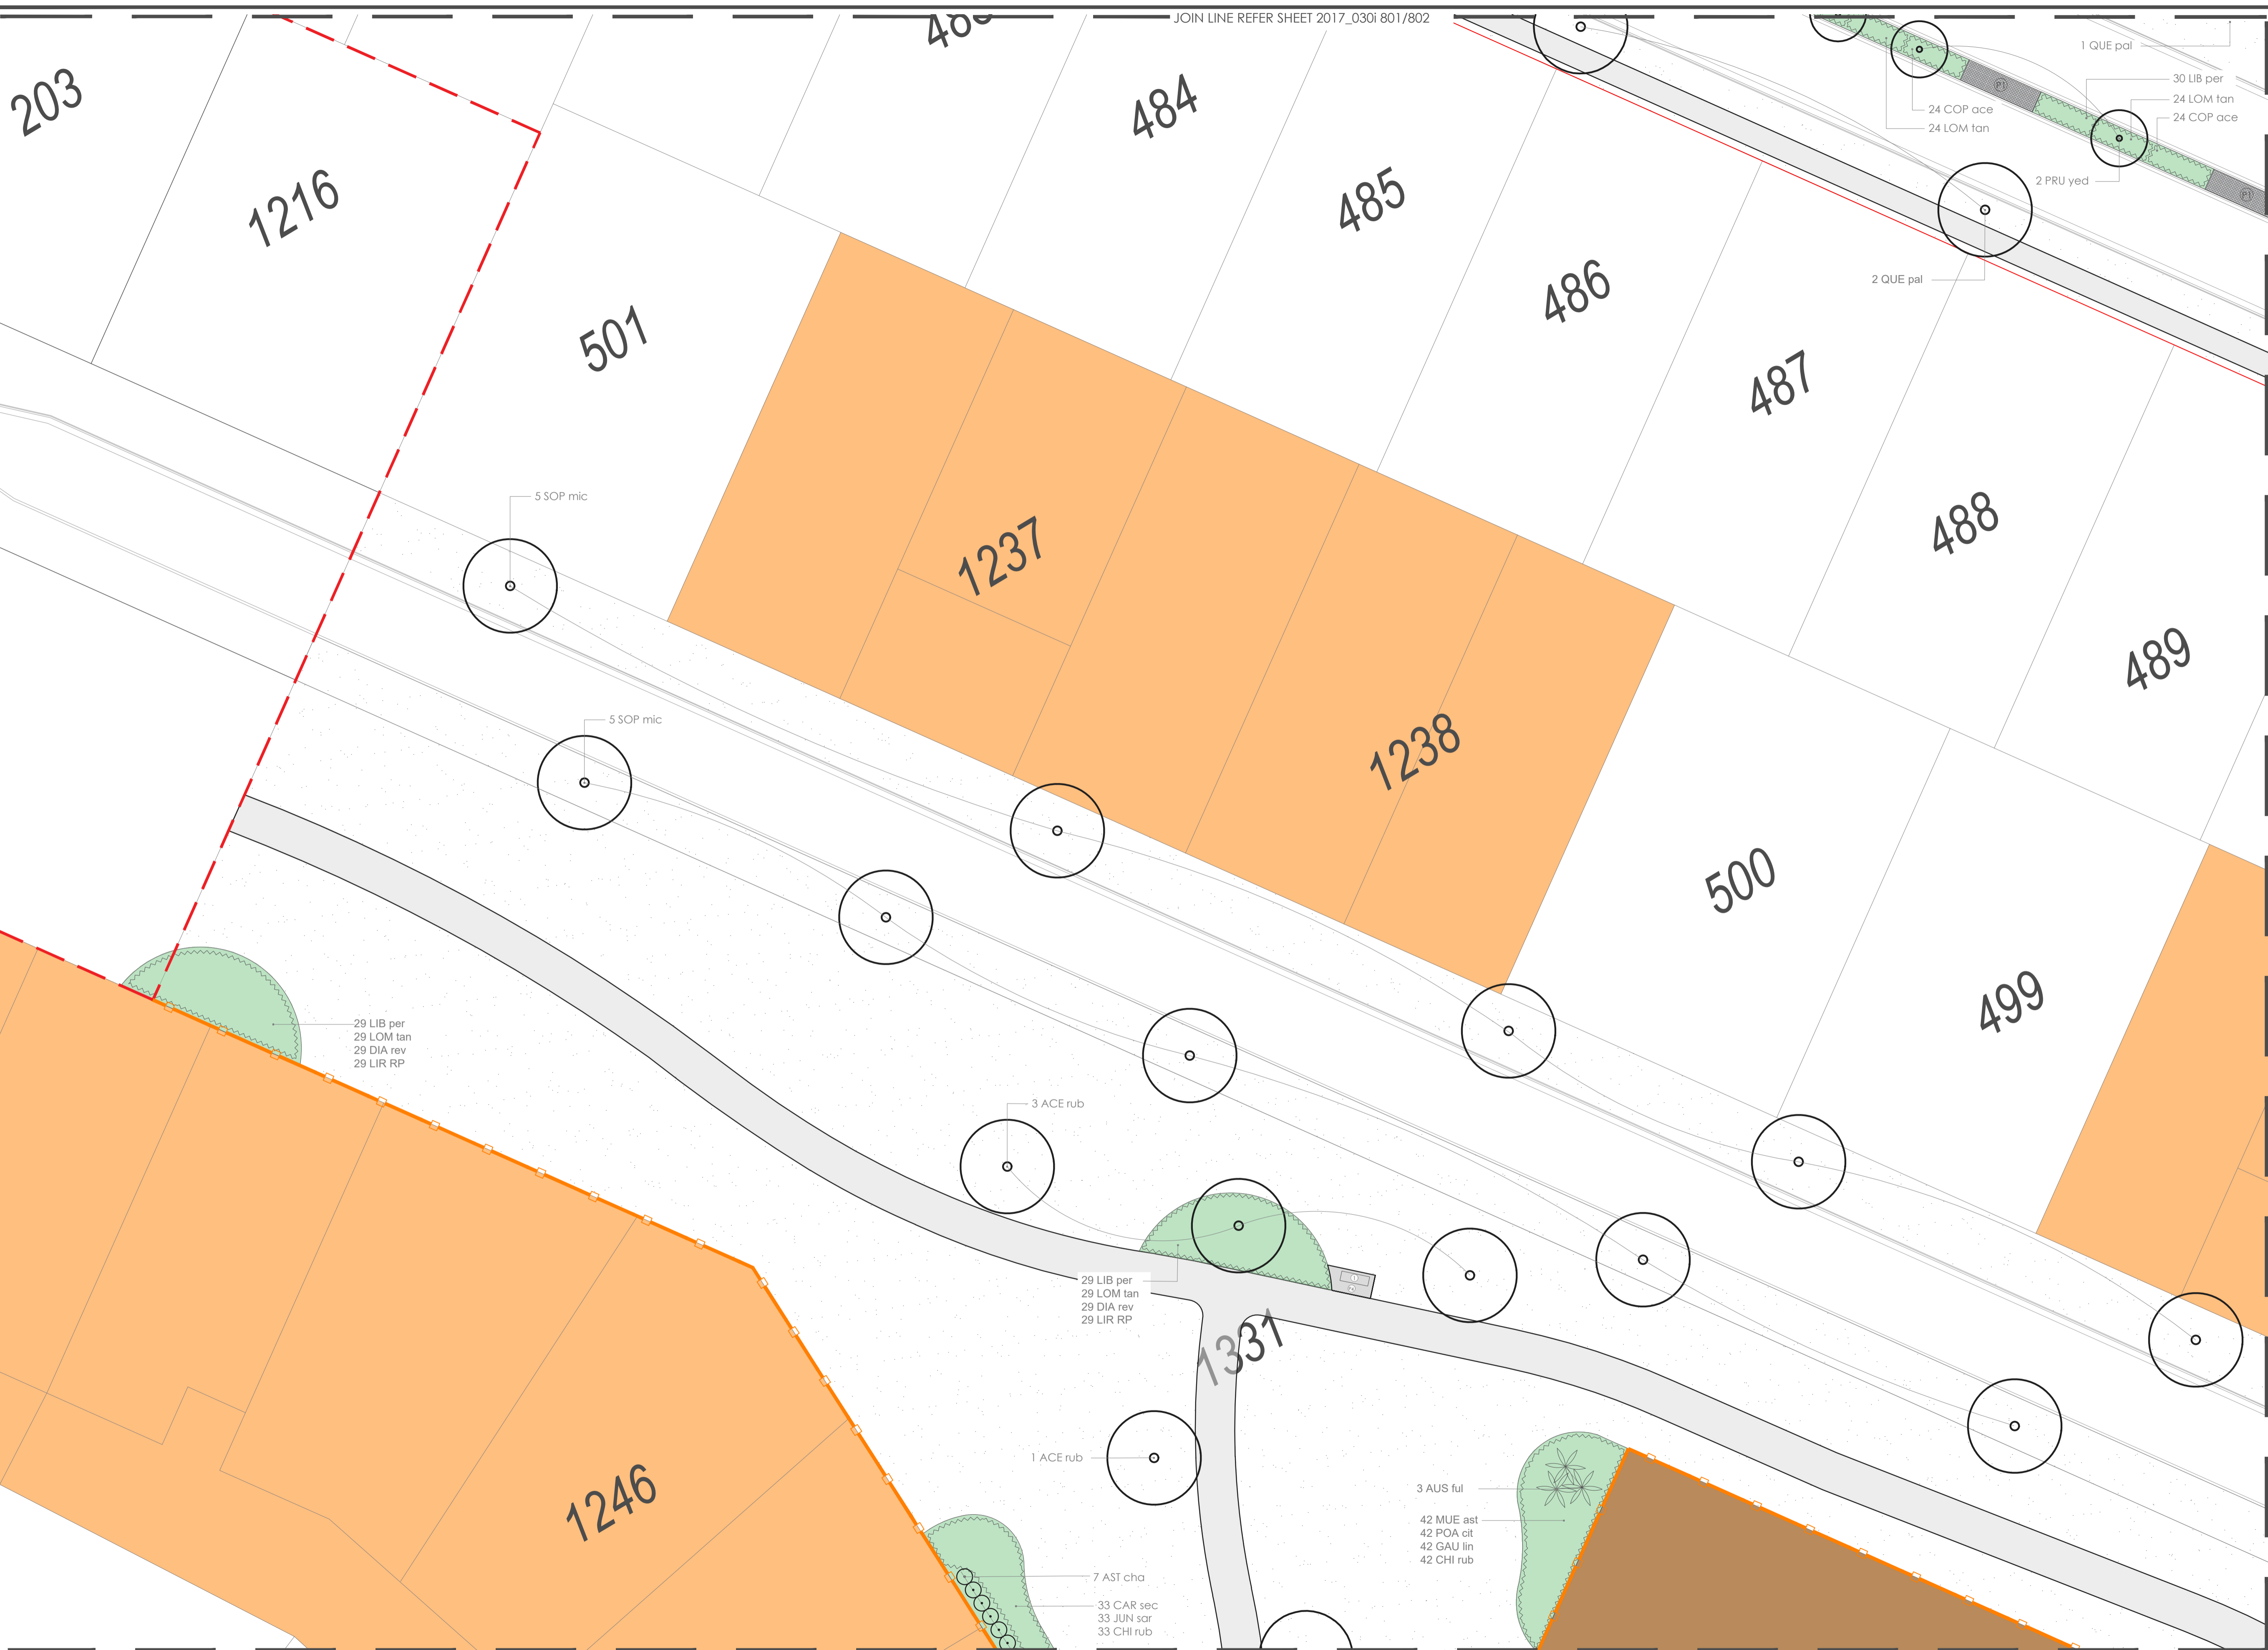 JOIN LINE REFER SHEET 2017_030i 801/802
203
1216
483
484
485
486
487
488
489
501
1237
1238
500
499
1246
1331
1 QUE pal
30 LIB per
24 LOM tan
24 COP ace
24 COP ace
24 LOM tan
P1
P1
2 PRU yed
2 QUE pal
5 SOP mic
5 SOP mic
29 LIB per
29 LOM tan
29 DIA rev
29 LIR RP
3 ACE rub
29 LIB per
29 LOM tan
29 DIA rev
29 LIR RP
1 ACE rub
3 AUS ful
42 MUE ast
42 POA cit
42 GAU lin
42 CHI rub
7 AST cha
33 CAR sec
33 JUN sar
33 CHI rub